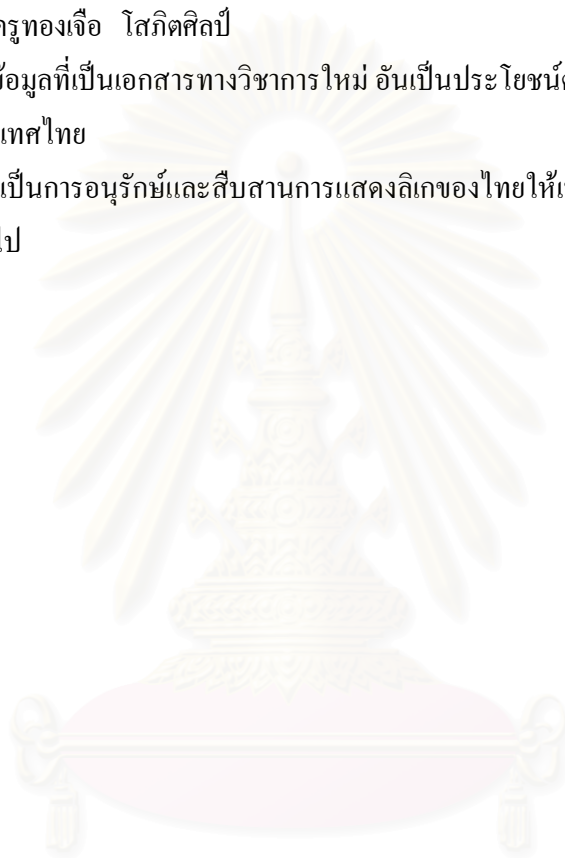 ครูทองเจือ โสภิตศิลป์
ข้อมูลที่เป็นเอกสารทางวิชาการใหม่ อันเป็นประโยชน์
เทศไทย
เป็นการอนุรักษ์และสืบสานการแสดงลิเกของไทยให้
ไป